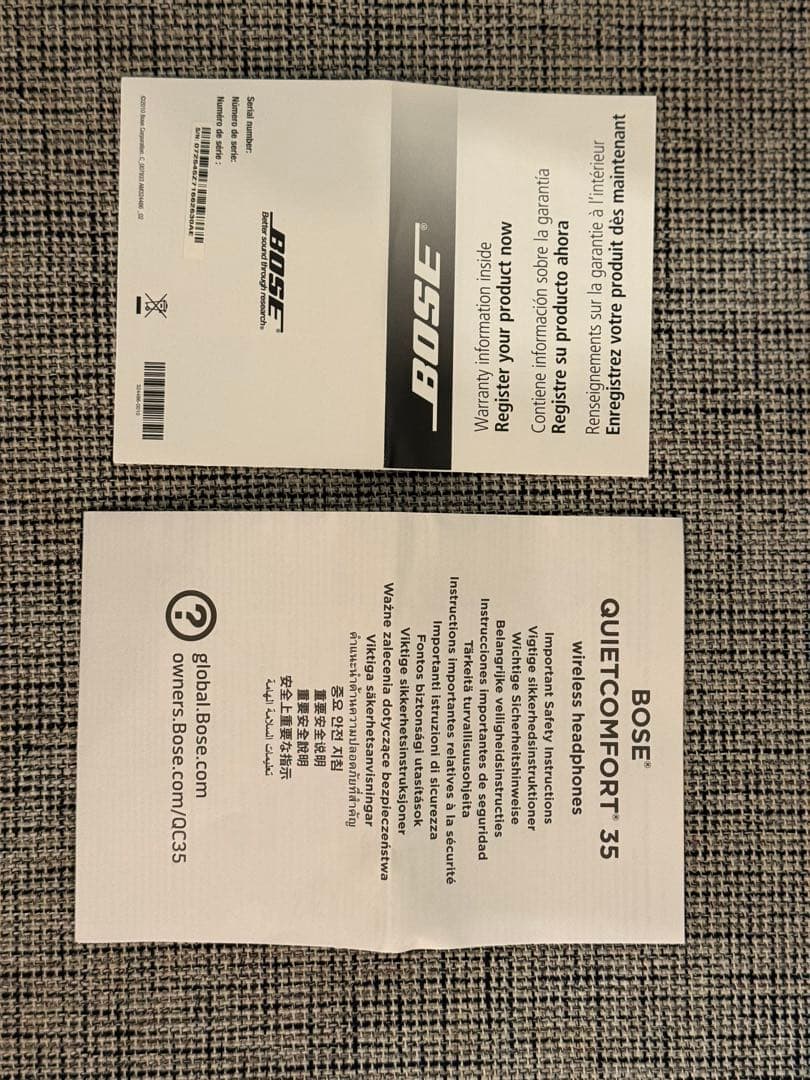 Serial number:
Número de serie:
Numéro de série :
BOSE
Better sound through research®
BOSE®
Warranty information inside
Register your product now
Contiene información sobre la garantía
Registre su producto ahora
Renseignements sur la garantie à l'intérieur
Enregistrez votre produit dès maintenant
BOSE®
QUIETCOMFORT® 35
wireless headphones
Important Safety Instructions
Vigtige sikkerhedsinstruktioner
Wichtige Sicherheitshinweise
Belangrijke veiligheidsinstructies
Instrucciones importantes de seguridad
Tärkeitä turvallisuusohjeita
Instructions importantes relatives à la sécurité
Importanti istruzioni di sicurezza
Fontos biztonsági utasítások
Viktige sikkerhetsinstruksjoner
Ważne zalecenia dotyczące bezpieczeństwa
Viktiga säkerhetsanvisningar
คำแนะนำด้านความปลอดภัยที่สำคัญ
중요 안전 지침
重要安全说明
重要安全說明
安全上重要な指示
تعليمات السلامة الهامة
global.Bose.com
owners.Bose.com/QC35